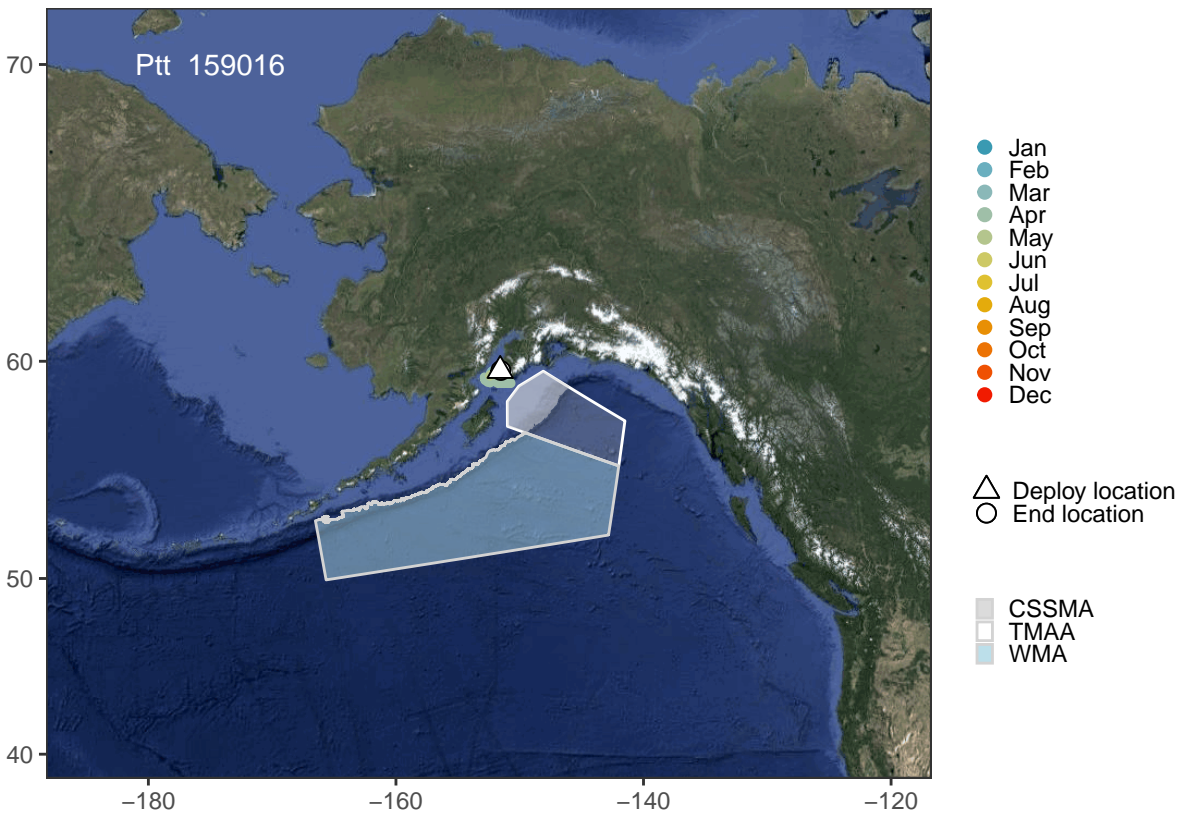 Ptt 159016
70
60
50
40
−180
−160
−140
−120
Jan
Feb
Mar
Apr
May
Jun
Jul
Aug
Sep
Oct
Nov
Dec
Deploy location
End location
CSSMA
TMAA
WMA